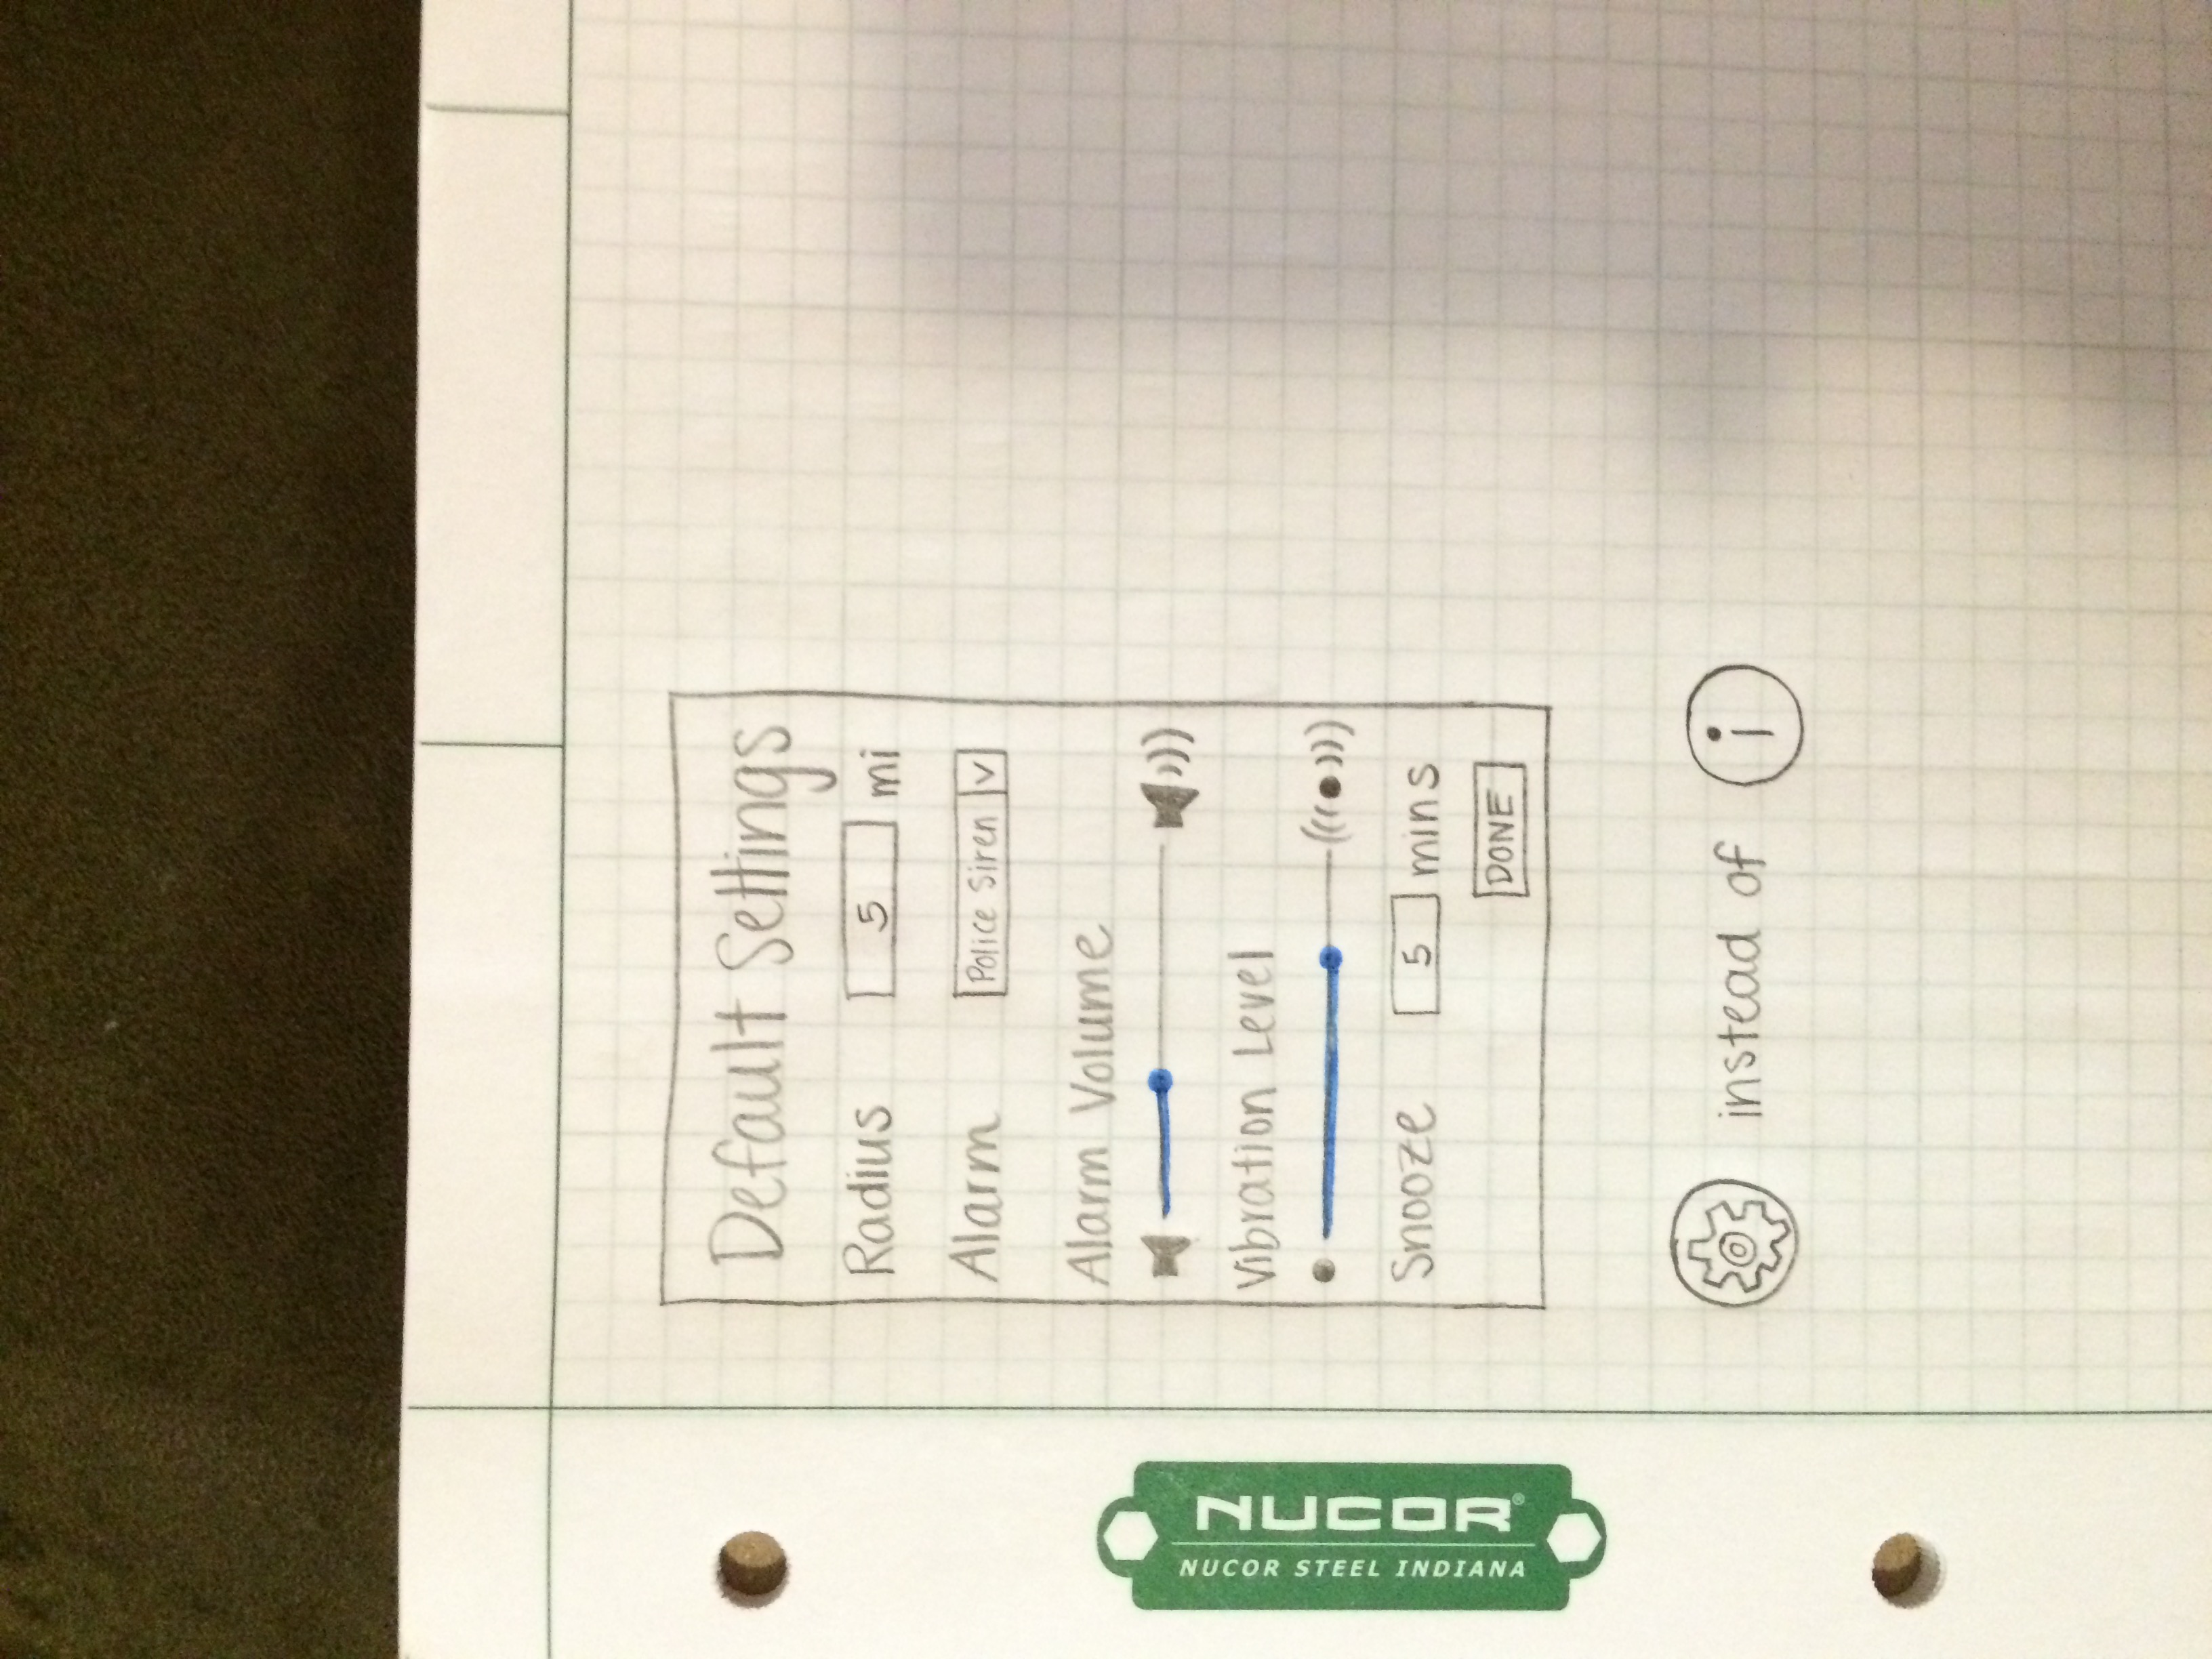 Default Settings
Radius 5 mi
Alarm Police Siren V
Alarm Volume
Vibration Level
Snooze 5 mins
DONE
instead of i
NUCOR®
NUCOR STEEL INDIANA